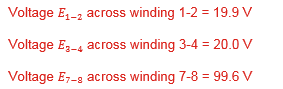 Voltage E₁₋₂ across winding 1-2 = 19.9 V
Voltage E₃₋₄ across winding 3-4 = 20.0 V
Voltage E₇₋₈ across winding 7-8 = 99.6 V